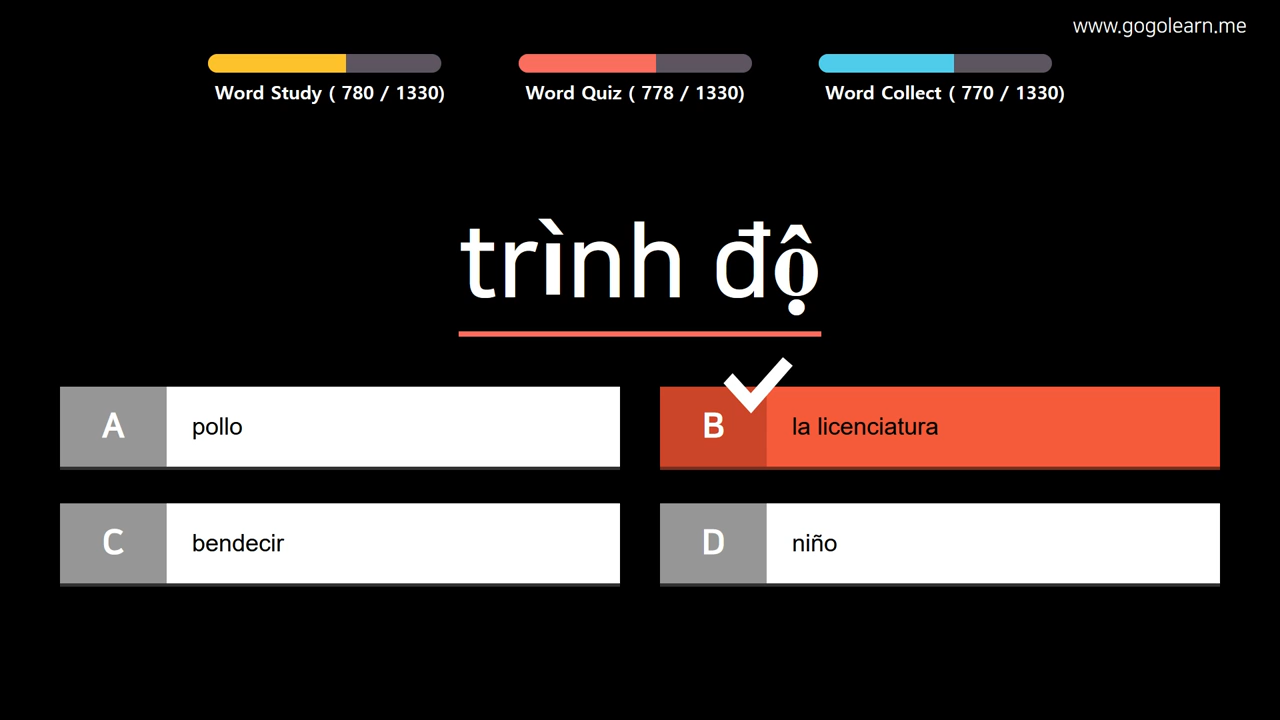 www.gogolearn.me
Word Study ( 780 / 1330)
Word Quiz ( 778 / 1330)
Word Collect ( 770 / 1330)
trình độ
A pollo
B la licenciatura
C bendecir
D niño